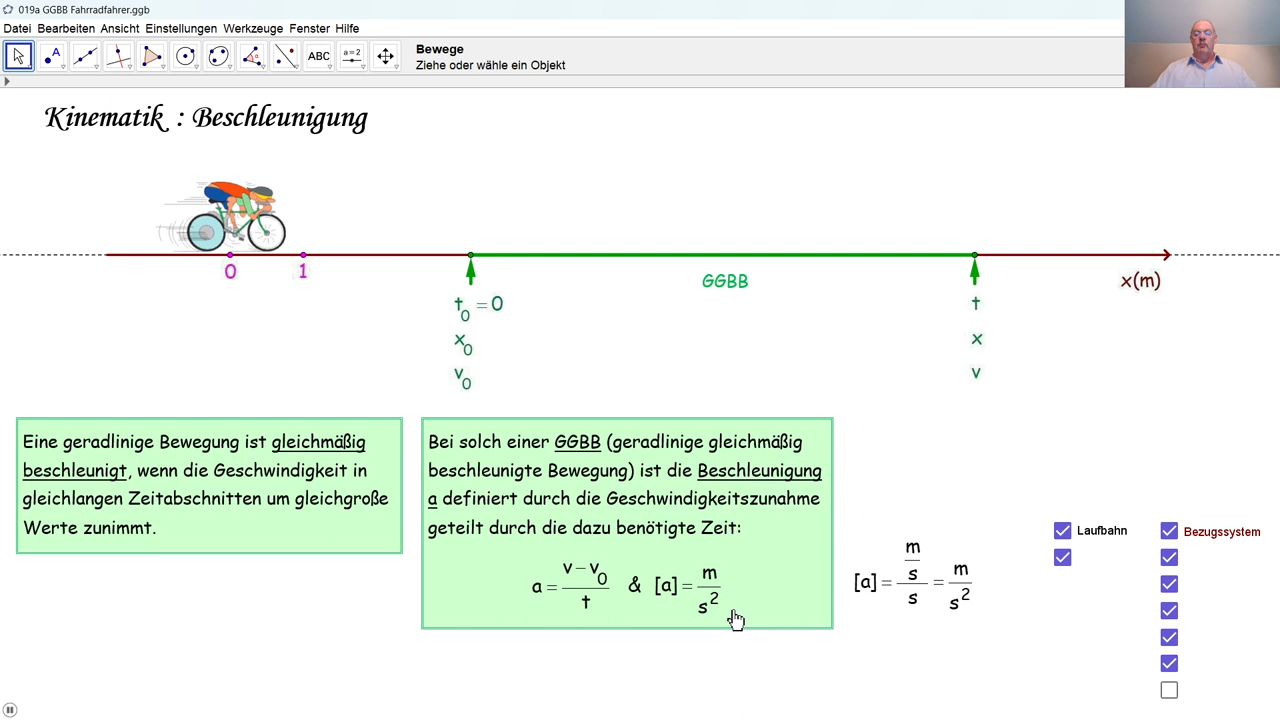 019a GGBB Fahrradfahrer.ggb
Datei Bearbeiten Ansicht Einstellungen Werkzeuge Fenster Hilfe
A ABC a=2 Bewege
Ziehe oder wähle ein Objekt
Kinematik : Beschleunigung
0 1 GGBB x(m)
t₀ = 0 t
x₀ x
v₀ v
Eine geradlinige Bewegung ist gleichmäßig
beschleunigt, wenn die Geschwindigkeit in
gleichlangen Zeitabschnitten um gleichgroße
Werte zunimmt.
Bei solch einer GGBB (geradlinige gleichmäßig
beschleunigte Bewegung) ist die Beschleunigung
a definiert durch die Geschwindigkeitszunahme
geteilt durch die dazu benötigte Zeit:
a = (v − v₀)/t & [a] = m/s²
[a] = (m/s)/s = m/s²
Laufbahn Bezugssystem